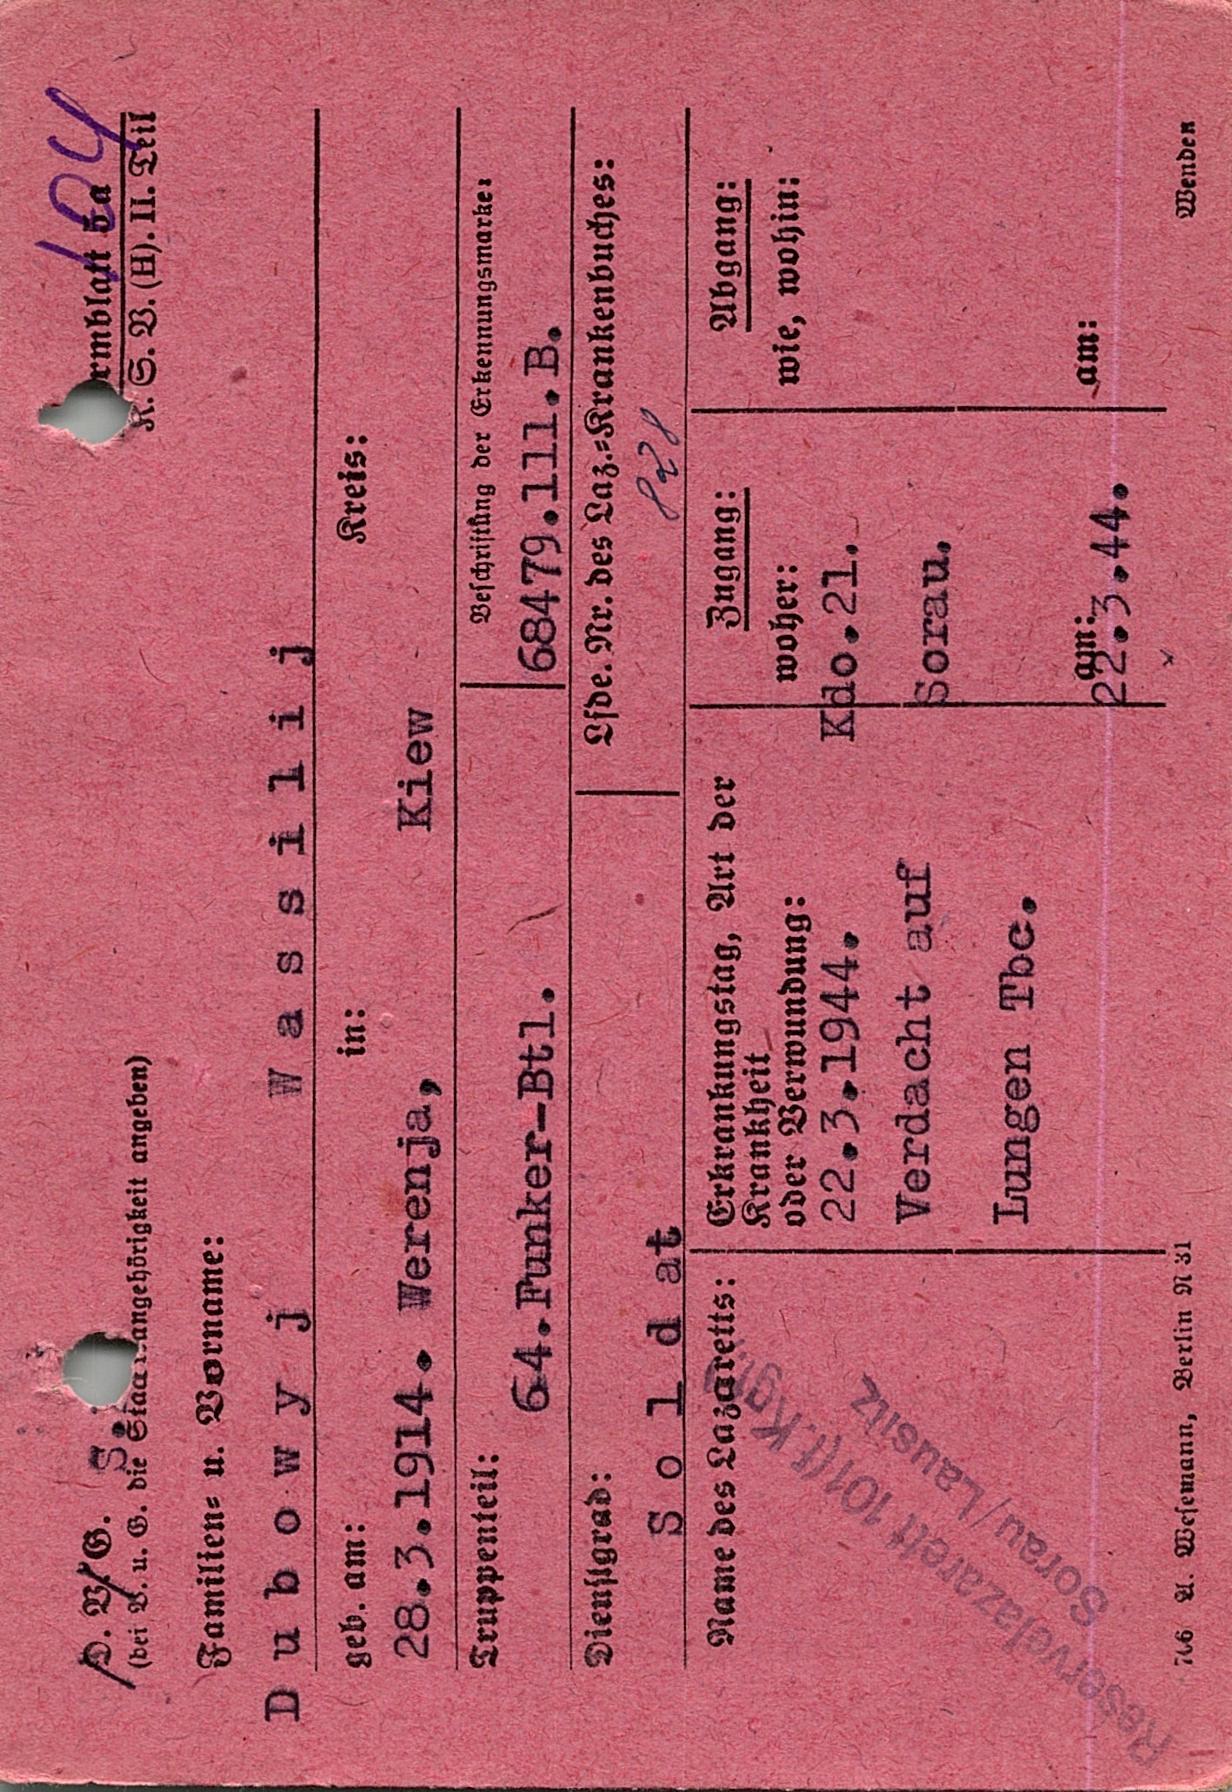 D. V. G. S.
rmblatt 5a
104
K. S. V. (H). II. Teil
(bei V. u. G. die Staatsangehörigkeit angeben)
Familien- u. Vorname:
Dubowyj Wassilij
geb. am: in: Kreis:
28.3.1914. Werenja, Kiew
Truppenteil: Beschriftung der Erkennungsmarke:
64.Funker-Btl. 68479.111.B.
Dienstgrad: Lfde. Nr. des Laz.-Krankenbuches:
Soldat 828
Name des Lazaretts:
Reservelazarett 101 (f. Kgf.)
Sorau/Lausitz
Erkrankungstag, Art der
Krankheit
oder Verwundung:
22.3.1944.
Verdacht auf
Lungen Tbc.
Zugang:
woher:
Kdo.21.
Sorau.
am:
22.3.44.
Abgang:
wie, wohin:
am:
706 A. Wesemann, Berlin N 31 Wenden